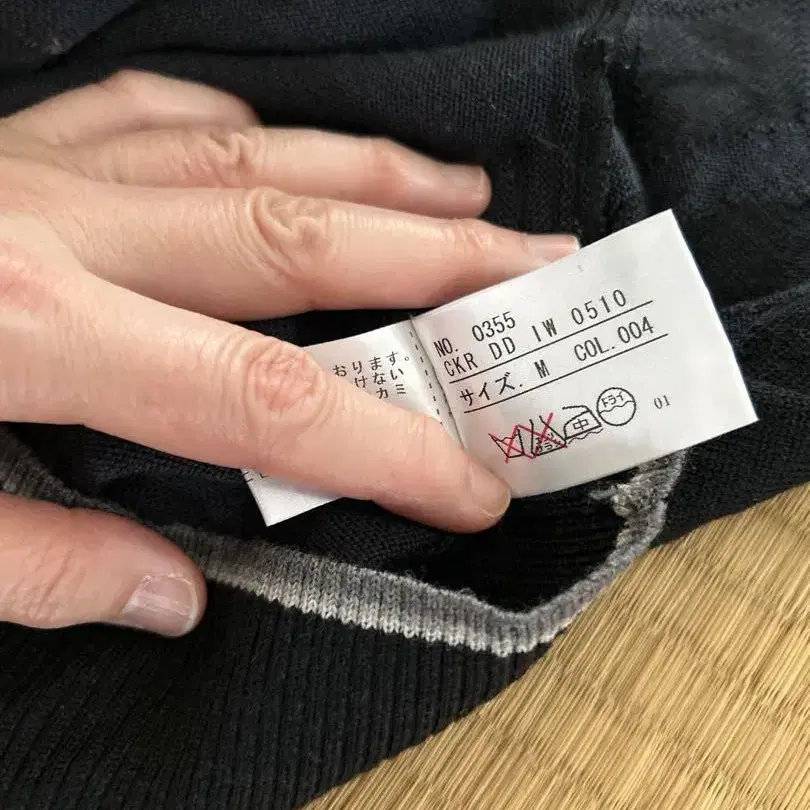 おります。
けない
カミ
NO. 0355
CKR DD IW 0510
サイズ. M COL.004
中
ドライ
01